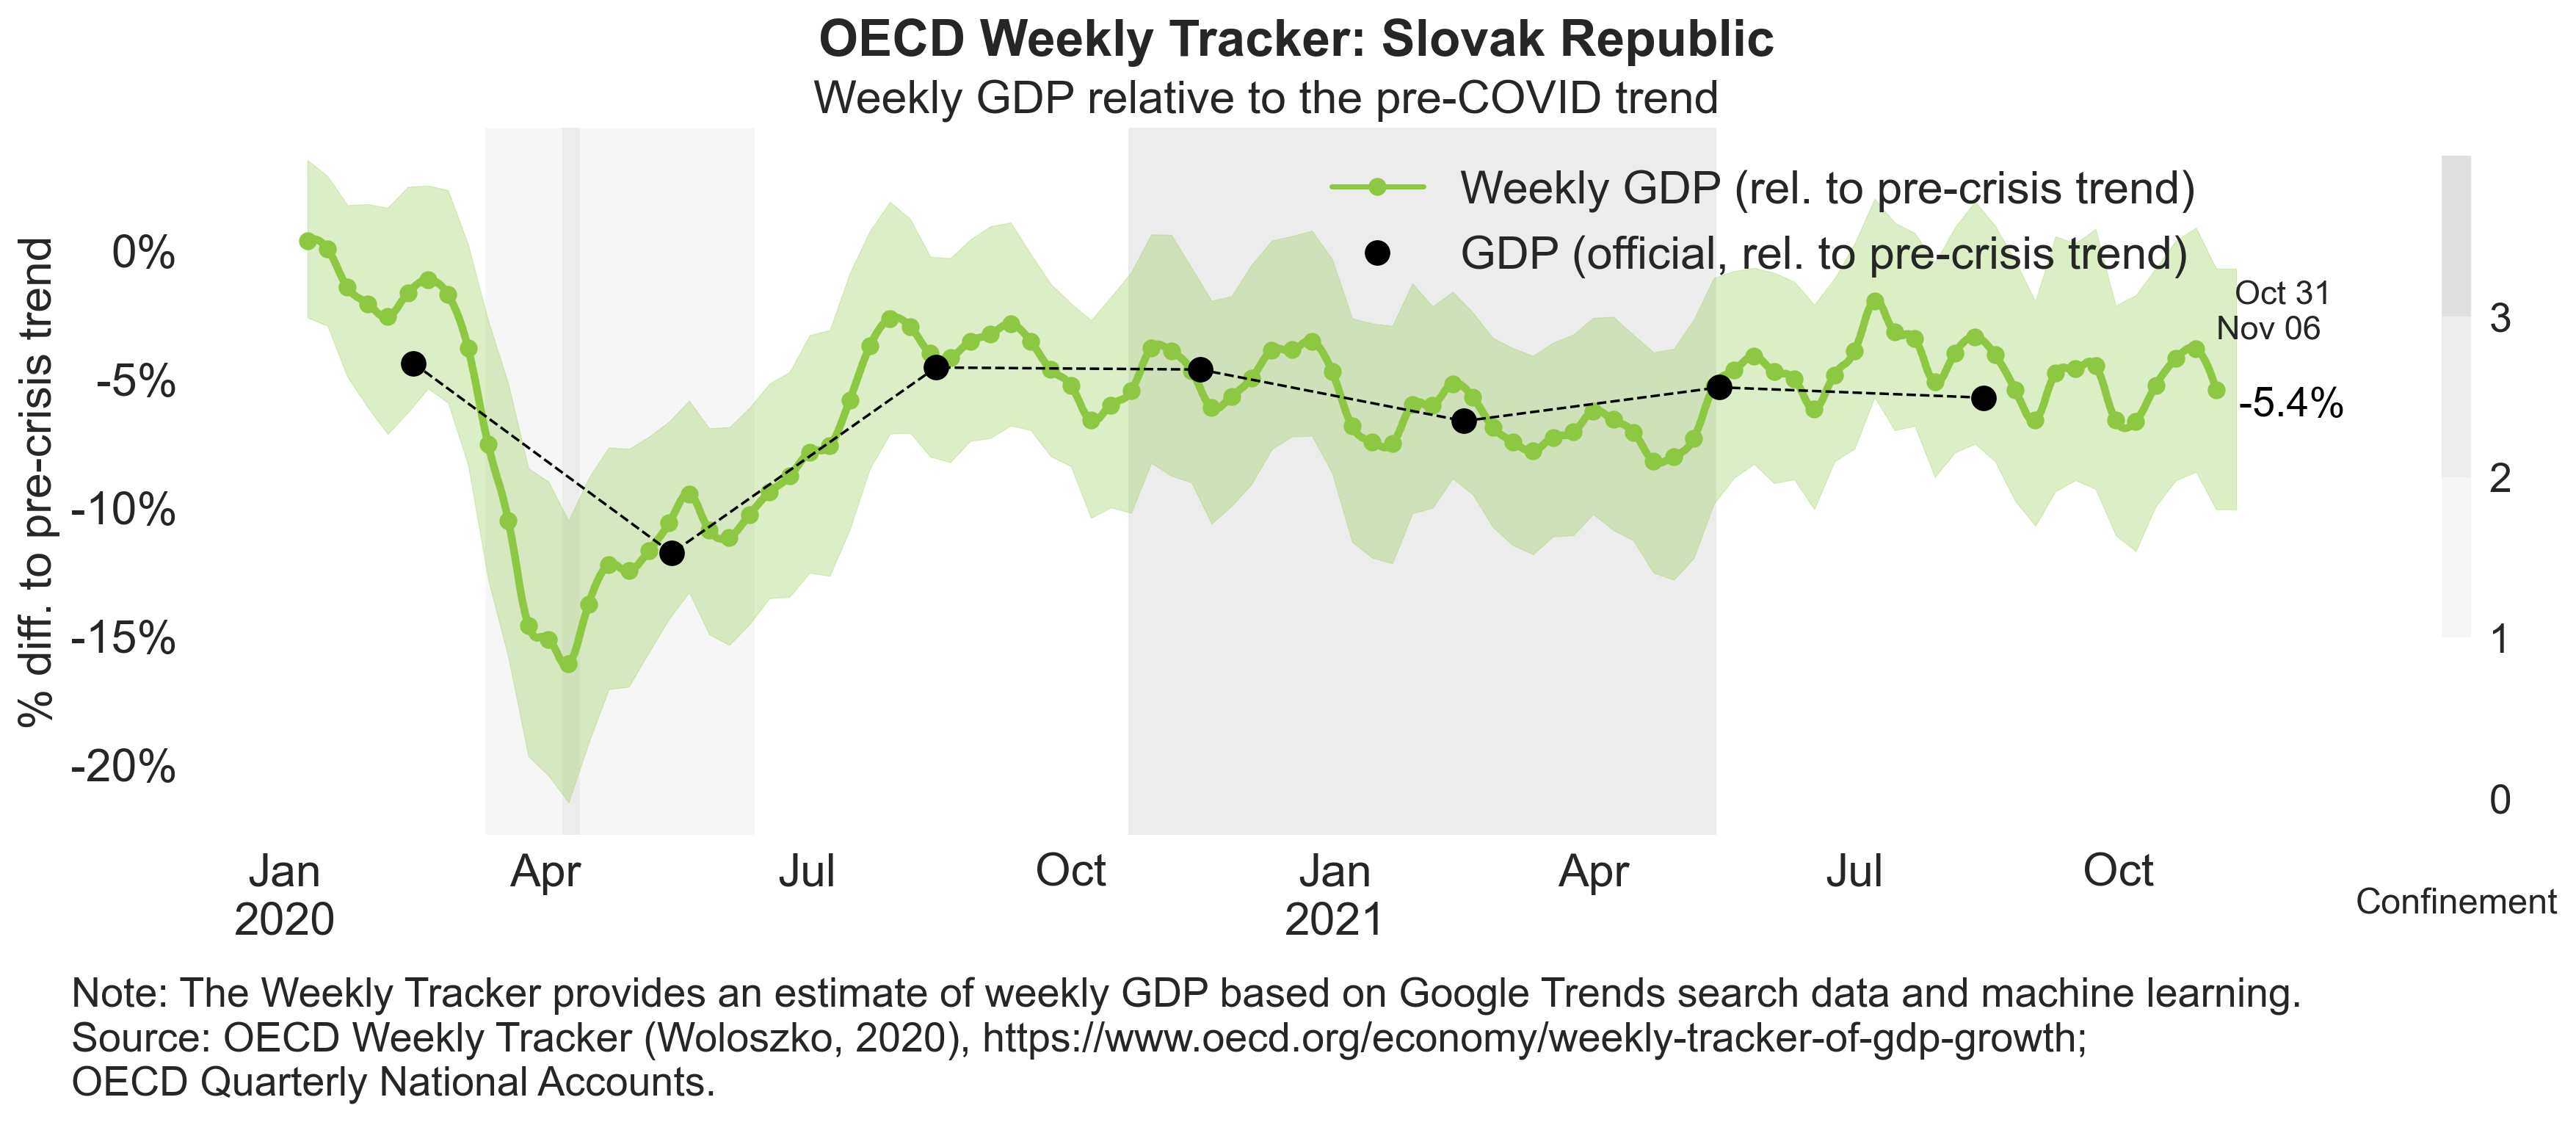 OECD Weekly Tracker: Slovak Republic
Weekly GDP relative to the pre-COVID trend
Weekly GDP (rel. to pre-crisis trend)
GDP (official, rel. to pre-crisis trend)
% diff. to pre-crisis trend
0%
-5%
-10%
-15%
-20%
Oct 31
Nov 06
-5.4%
3
2
1
0
Confinement
Jan
2020
Apr
Jul
Oct
Jan
2021
Apr
Jul
Oct
Note: The Weekly Tracker provides an estimate of weekly GDP based on Google Trends search data and machine learning.
Source: OECD Weekly Tracker (Woloszko, 2020), https://www.oecd.org/economy/weekly-tracker-of-gdp-growth;
OECD Quarterly National Accounts.